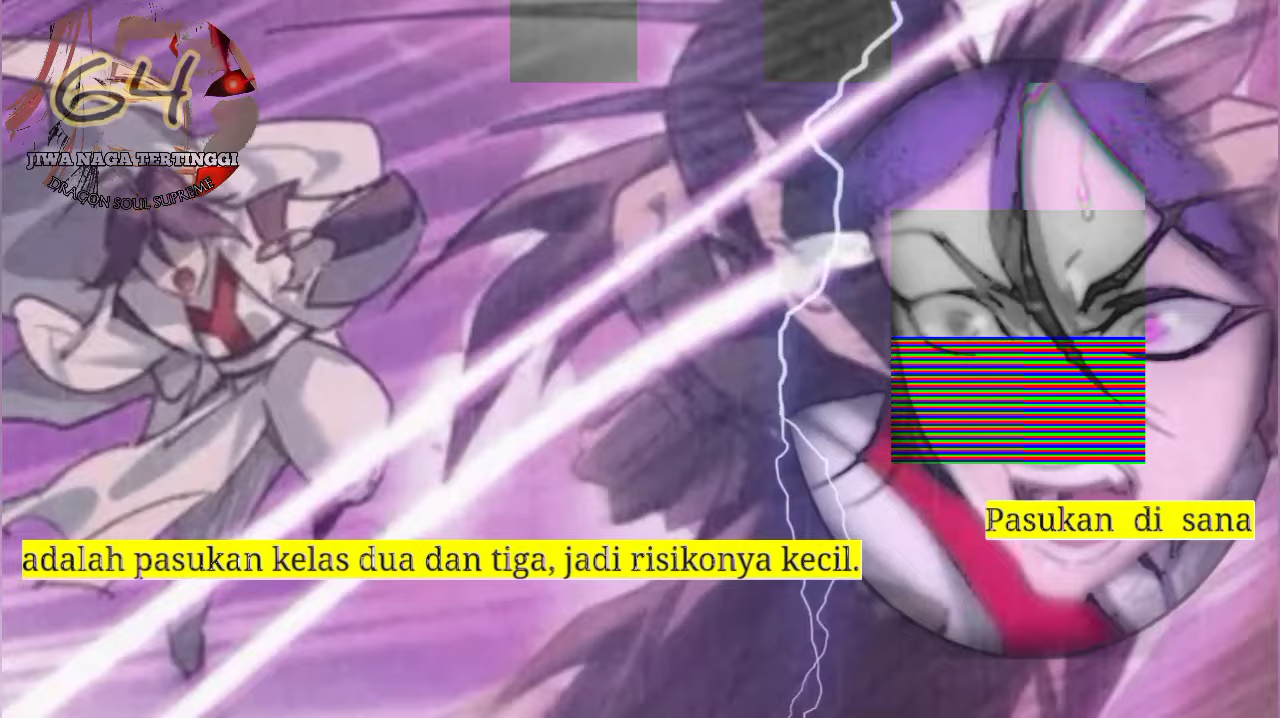 64
JIWA NAGA TERTINGGI
DRAGON SOUL SUPREME
Pasukan di sana
adalah pasukan kelas dua dan tiga, jadi risikonya kecil.